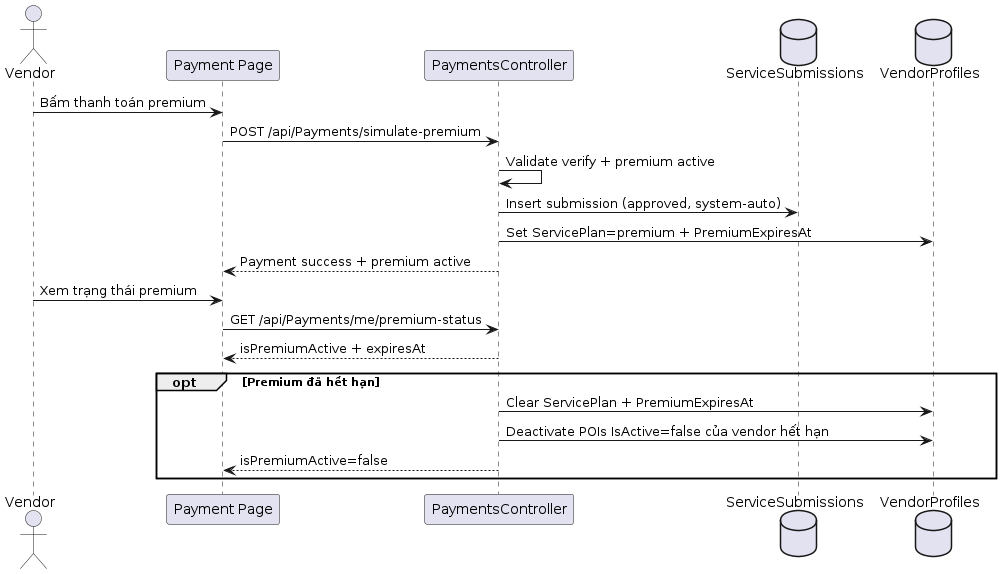 Vendor
Payment Page
PaymentsController
ServiceSubmissions
VendorProfiles
Bấm thanh toán premium
POST /api/Payments/simulate-premium
Validate verify + premium active
Insert submission (approved, system-auto)
Set ServicePlan=premium + PremiumExpiresAt
Payment success + premium active
Xem trạng thái premium
GET /api/Payments/me/premium-status
isPremiumActive + expiresAt
opt [Premium đã hết hạn]
Clear ServicePlan + PremiumExpiresAt
Deactivate POIs IsActive=false của vendor hết hạn
isPremiumActive=false
Vendor
Payment Page
PaymentsController
ServiceSubmissions
VendorProfiles